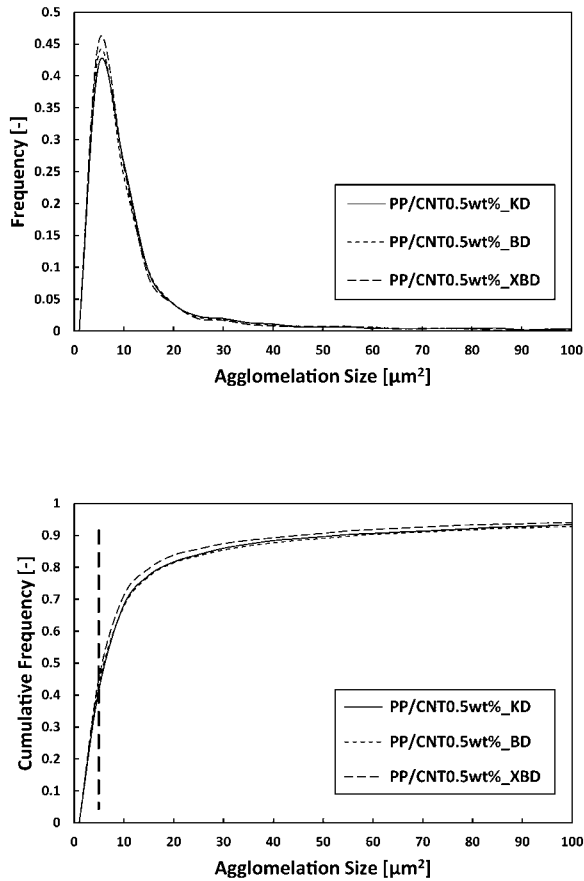 0.5
0.45
0.4
0.35
0.3
0.25
0.2
0.15
0.1
0.05
0
Frequency [-]
PP/CNT0.5wt%_KD
PP/CNT0.5wt%_BD
PP/CNT0.5wt%_XBD
0 10 20 30 40 50 60 70 80 90 100
Agglomelation Size [µm²]
1
0.9
0.8
0.7
0.6
0.5
0.4
0.3
0.2
0.1
0
Cumulative Frequency [-]
PP/CNT0.5wt%_KD
PP/CNT0.5wt%_BD
PP/CNT0.5wt%_XBD
0 10 20 30 40 50 60 70 80 90 100
Agglomelation Size [µm²]